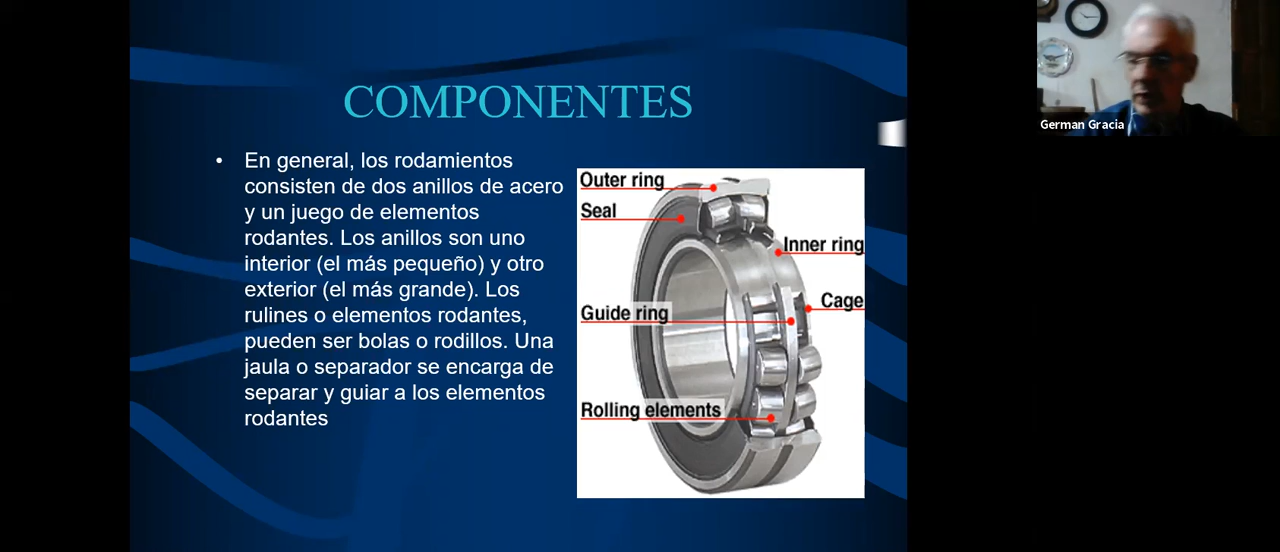 COMPONENTES
• En general, los rodamientos
consisten de dos anillos de acero
y un juego de elementos
rodantes. Los anillos son uno
interior (el más pequeño) y otro
exterior (el más grande). Los
rulines o elementos rodantes,
pueden ser bolas o rodillos. Una
jaula o separador se encarga de
separar y guiar a los elementos
rodantes
Outer ring
Seal
Inner ring
Cage
Guide ring
Rolling elements
German Gracia